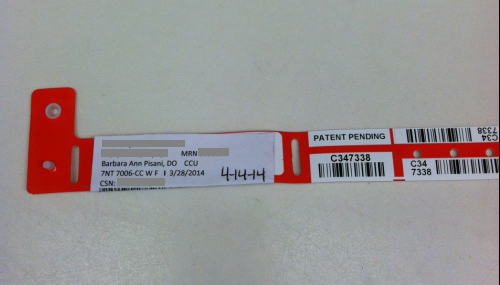 MRN
Barbara Ann Pisani, DO CCU
7NT 7006-CC W F I 3/28/2014
CSN:
4-14-14
PATENT PENDING
C34
7338
C347338
C34
7338
C34